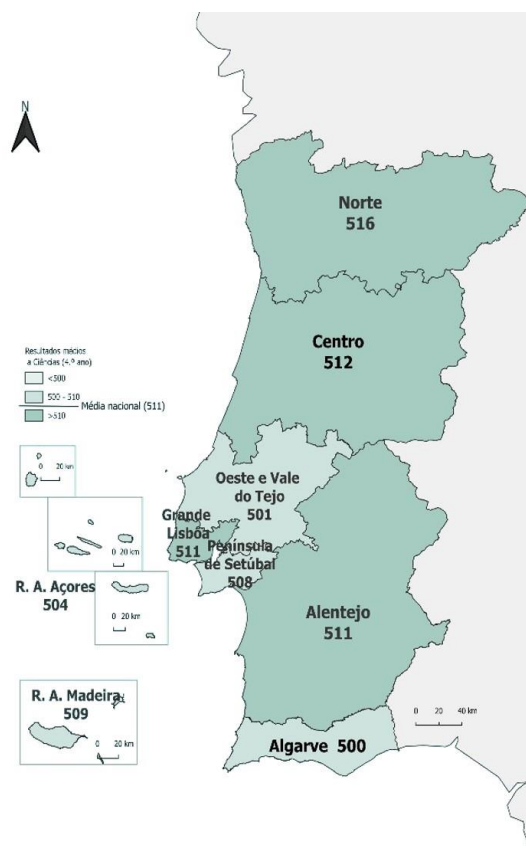 N
Norte
516
Centro
512
Resultados médios
a Ciências (4.º ano)
<500
500 - 510
Média nacional (511)
>510
0 20 km
Oeste e Vale
do Tejo
501
Grande
Lisboa
511
Península
de Setúbal
508
0 20 km
R. A. Açores
504
0 20 km
Alentejo
511
R. A. Madeira
509
0 20 km
0 20 40 km
Algarve 500